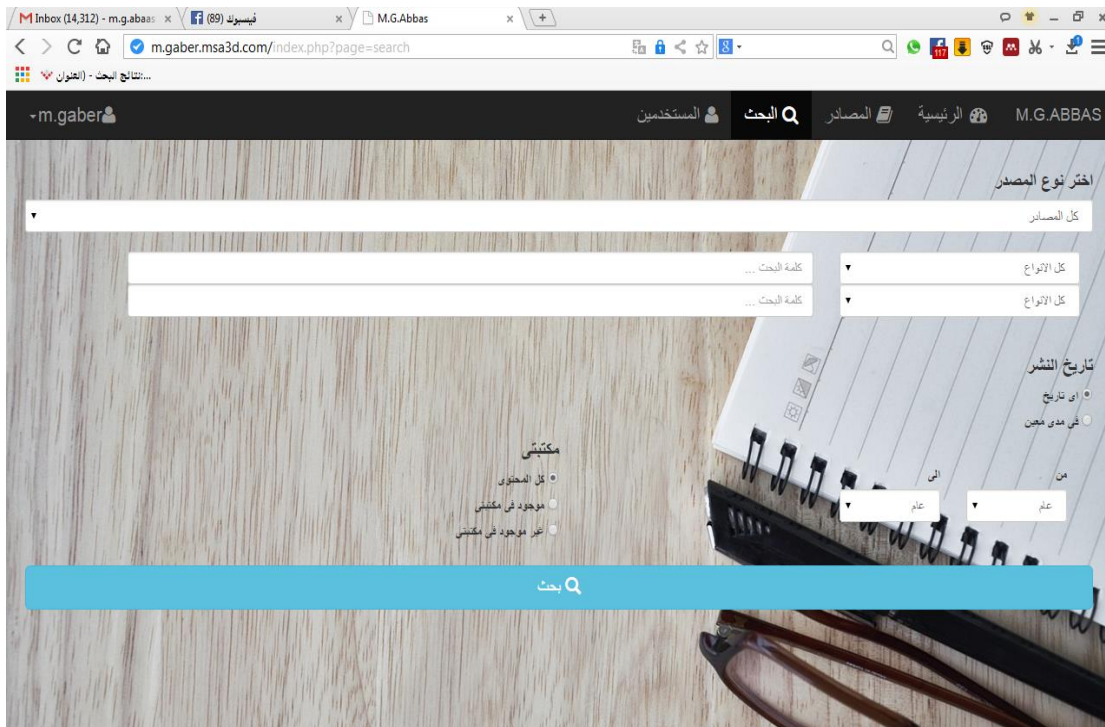 Inbox (14,312) - m.g.abaas
فيسبوك (89)
M.G.Abbas
m.gaber.msa3d.com/index.php?page=search
117
...:نتائج البحث - (العنوان
M.G.ABBAS الرئيسية المصادر البحث المستخدمين m.gaber
اختر نوع المصدر
كل المصادر
كل الانواع كلمة البحث ...
كل الانواع كلمة البحث ...
تاريخ النشر
اى تاريخ
فى مدى معين
من الى
عام عام
مكتبتى
كل المحتوى
موجود فى مكتبتى
غير موجود فى مكتبتى
بحث